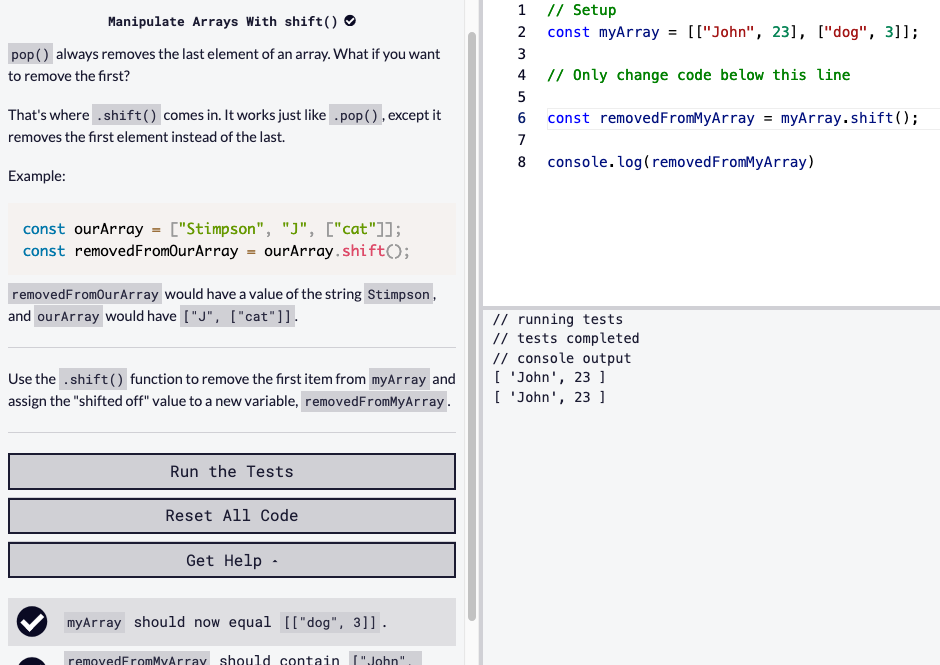 Manipulate Arrays With shift()
pop() always removes the last element of an array. What if you want
to remove the first?
That's where .shift() comes in. It works just like .pop(), except it
removes the first element instead of the last.
Example:
const ourArray = ["Stimpson", "J", ["cat"]];
const removedFromOurArray = ourArray.shift();
removedFromOurArray would have a value of the string Stimpson,
and ourArray would have ["J", ["cat"]].
Use the .shift() function to remove the first item from myArray and
assign the "shifted off" value to a new variable, removedFromMyArray.
Run the Tests
Reset All Code
Get Help
myArray should now equal [["dog", 3]].
removedFromMyArray should contain ["John",
1 // Setup
2 const myArray = [["John", 23], ["dog", 3]];
3
4 // Only change code below this line
5
6 const removedFromMyArray = myArray.shift();
7
8 console.log(removedFromMyArray)
// running tests
// tests completed
// console output
[ 'John', 23 ]
[ 'John', 23 ]